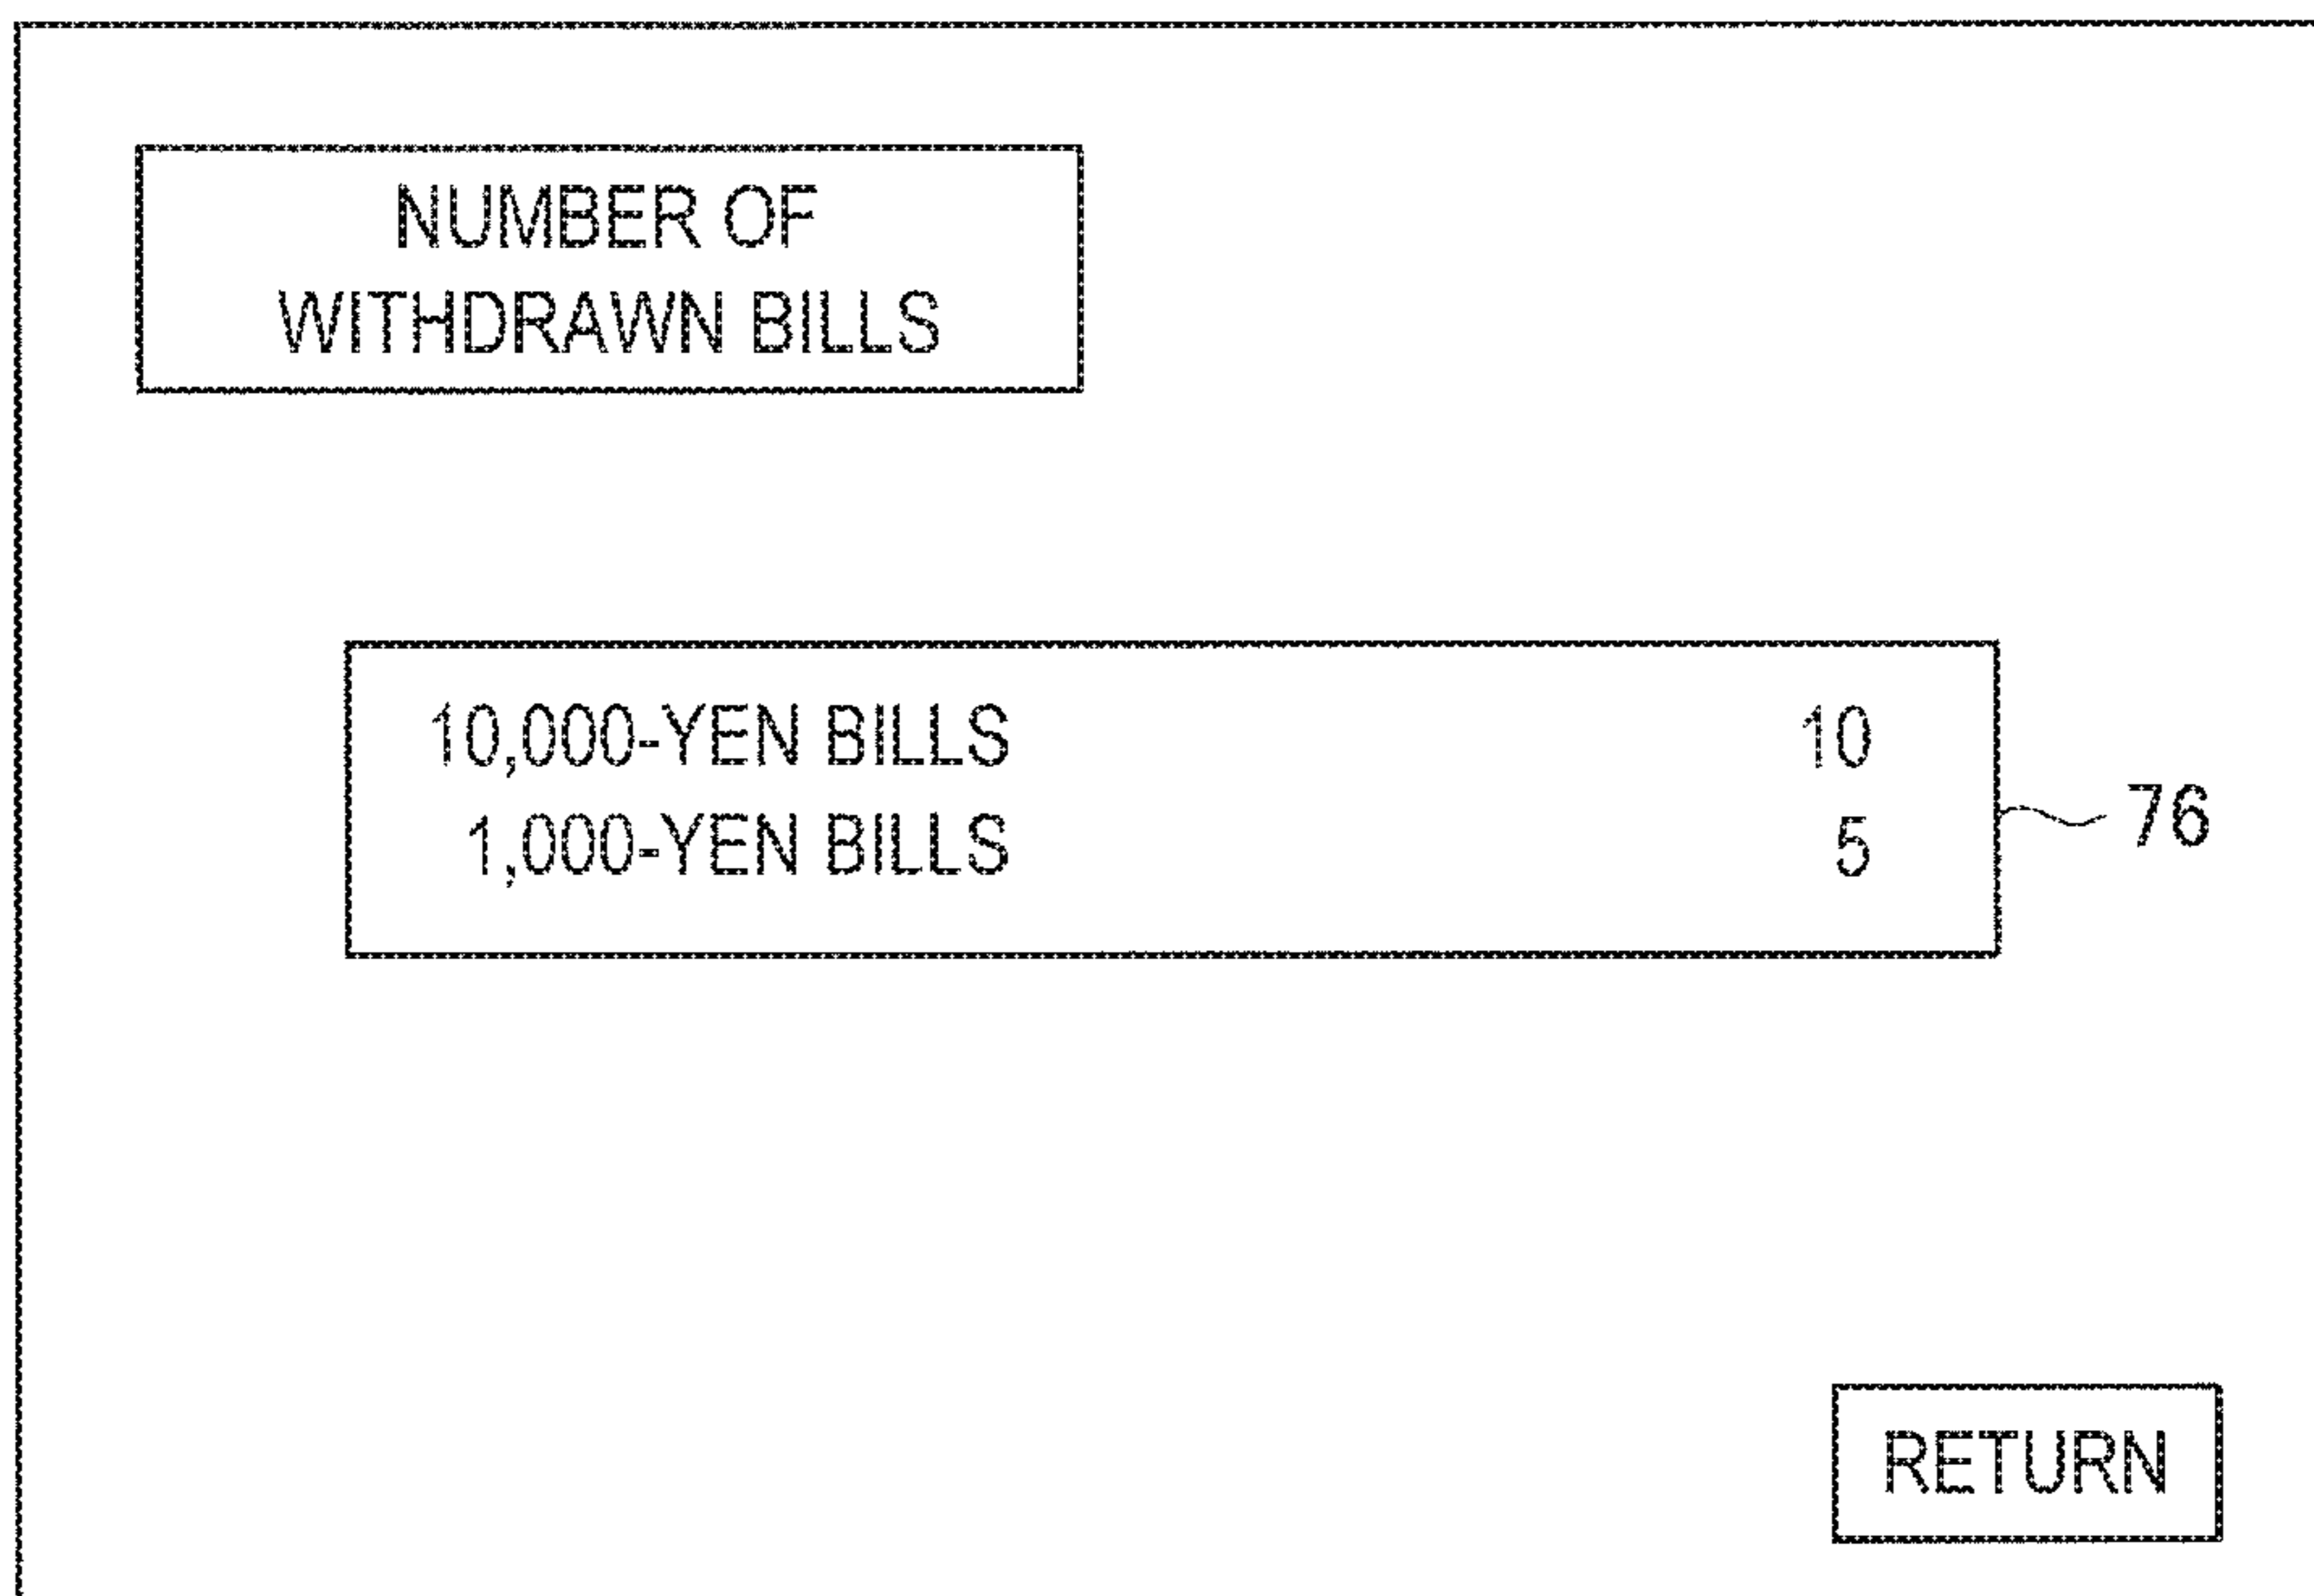 NUMBER OF
WITHDRAWN BILLS
10,000-YEN BILLS 10
1,000-YEN BILLS 5
76
RETURN